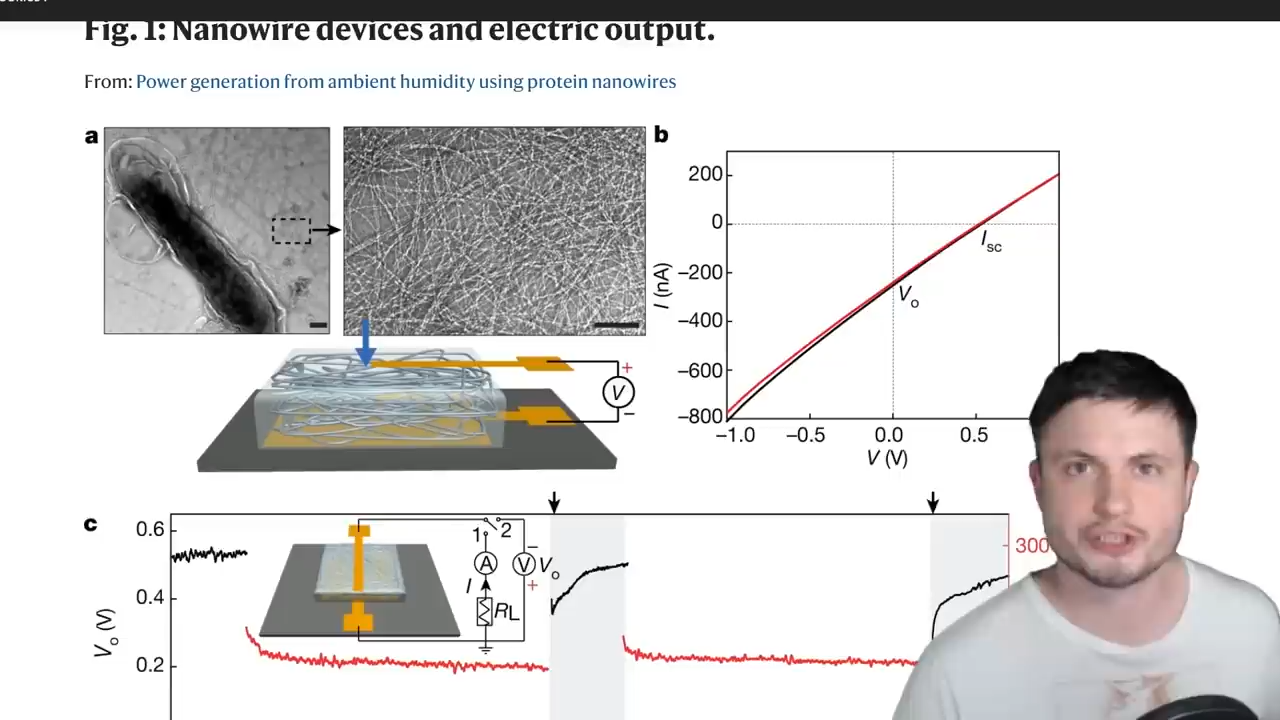 Fig. 1: Nanowire devices and electric output.
From: Power generation from ambient humidity using protein nanowires
a
b
200
0
−200
−400
−600
−800
I (nA)
Isc
Vo
−1.0
−0.5
0.0
0.5
V (V)
+
V
−
c
0.6
0.4
0.2
Vo (V)
1
2
A
V
−
Vo
+
I
RL
300